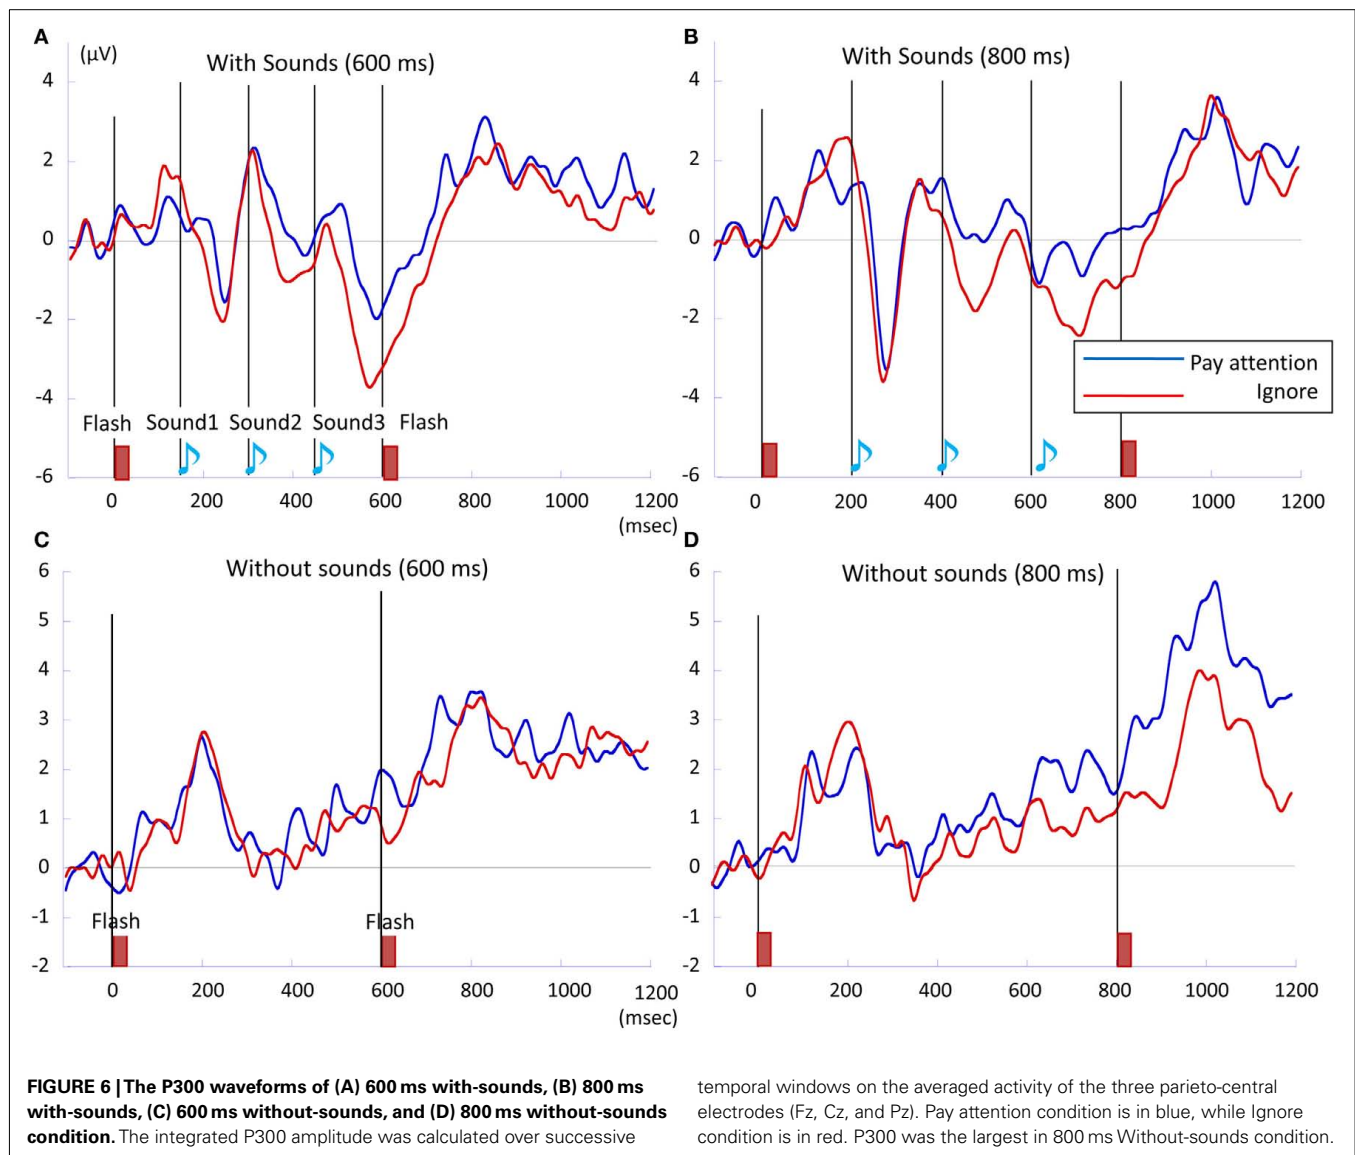 A
(µV)
With Sounds (600 ms)
4
2
0
-2
-4
-6
Flash Sound1 Sound2 Sound3 Flash
0 200 400 600 800 1000 1200
(msec)
B
With Sounds (800 ms)
4
2
0
-2
-4
-6
Pay attention
Ignore
0 200 400 600 800 1000 1200
C
Without sounds (600 ms)
6
5
4
3
2
1
0
-1
-2
Flash Flash
0 200 400 600 800 1000 1200
(msec)
D
Without sounds (800 ms)
6
5
4
3
2
1
0
-1
-2
0 200 400 600 800 1000 1200
FIGURE 6 | The P300 waveforms of (A) 600 ms with-sounds, (B) 800 ms
with-sounds, (C) 600 ms without-sounds, and (D) 800 ms without-sounds
condition. The integrated P300 amplitude was calculated over successive
temporal windows on the averaged activity of the three parieto-central
electrodes (Fz, Cz, and Pz). Pay attention condition is in blue, while Ignore
condition is in red. P300 was the largest in 800 ms Without-sounds condition.